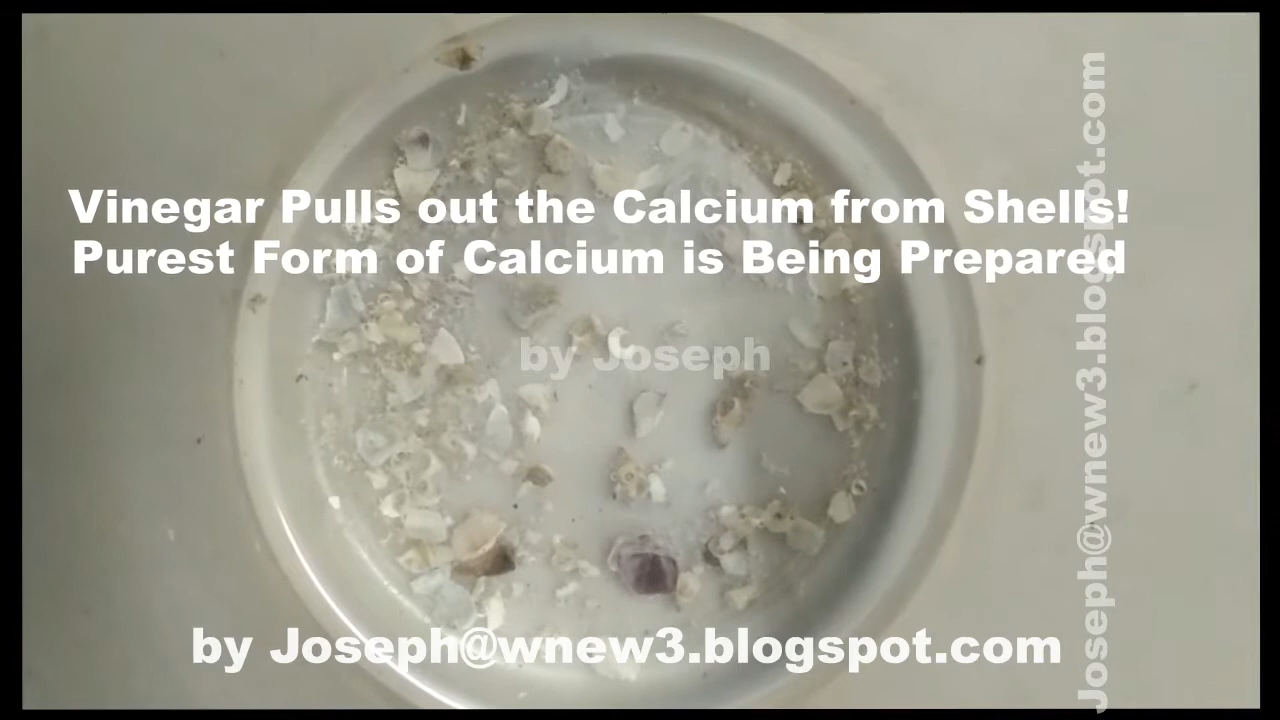 Vinegar Pulls out the Calcium from Shells!
Purest Form of Calcium is Being Prepared
by Joseph
by Joseph@wnew3.blogspot.com
Joseph@wnew3.blogspot.com